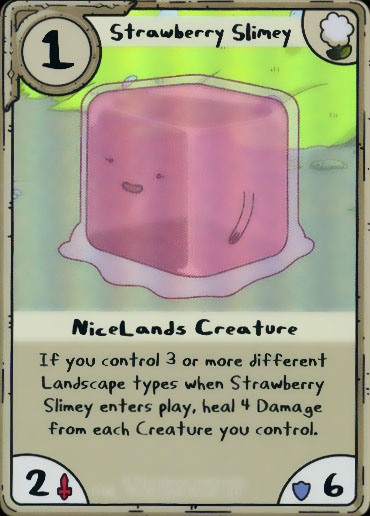 1
Strawberry Slimey
NiceLands Creature
If you control 3 or more different
Landscape types when Strawberry
Slimey enters play, heal 4 Damage
from each Creature you control.
2
6